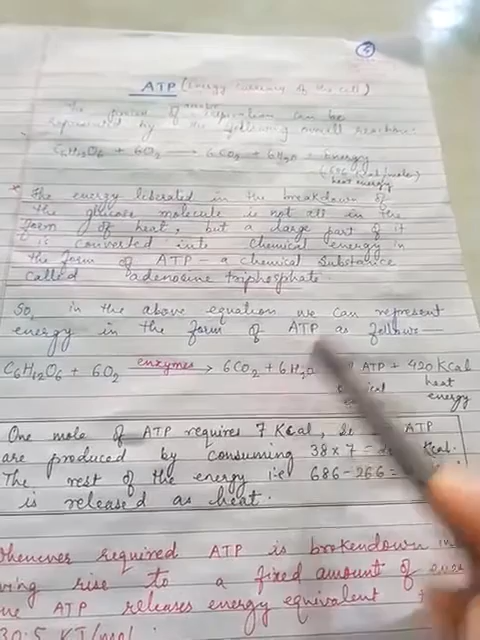 4
ATP (Energy currency of the cell)
The process of respiration can be
represented by the following overall reaction:
C6H12O6 + 6O2 → 6CO2 + 6H2O + Energy
heat energy
* The energy liberated in the breakdown of
the glucose molecule is not all in the
form of heat, but a large part of it
is converted into chemical energy in
the form of ATP - a chemical substance
called adenosine triphosphate.
So, in the above equation we can represent
energy in the form of ATP as follows—
C6H12O6 + 6O2 enzymes → 6CO2 + 6H2O ATP + 420 KCal
heat
energy
One mole of ATP requires 7 KCal, ATP
are produced by consuming 38 x 7 = KCal.
The rest of the energy i.e 686 - 266 =
is released as heat.
Whenever required ATP is brokendown
giving rise to a fixed amount of
ATP releases energy equivalent
30.5 KJ/mol